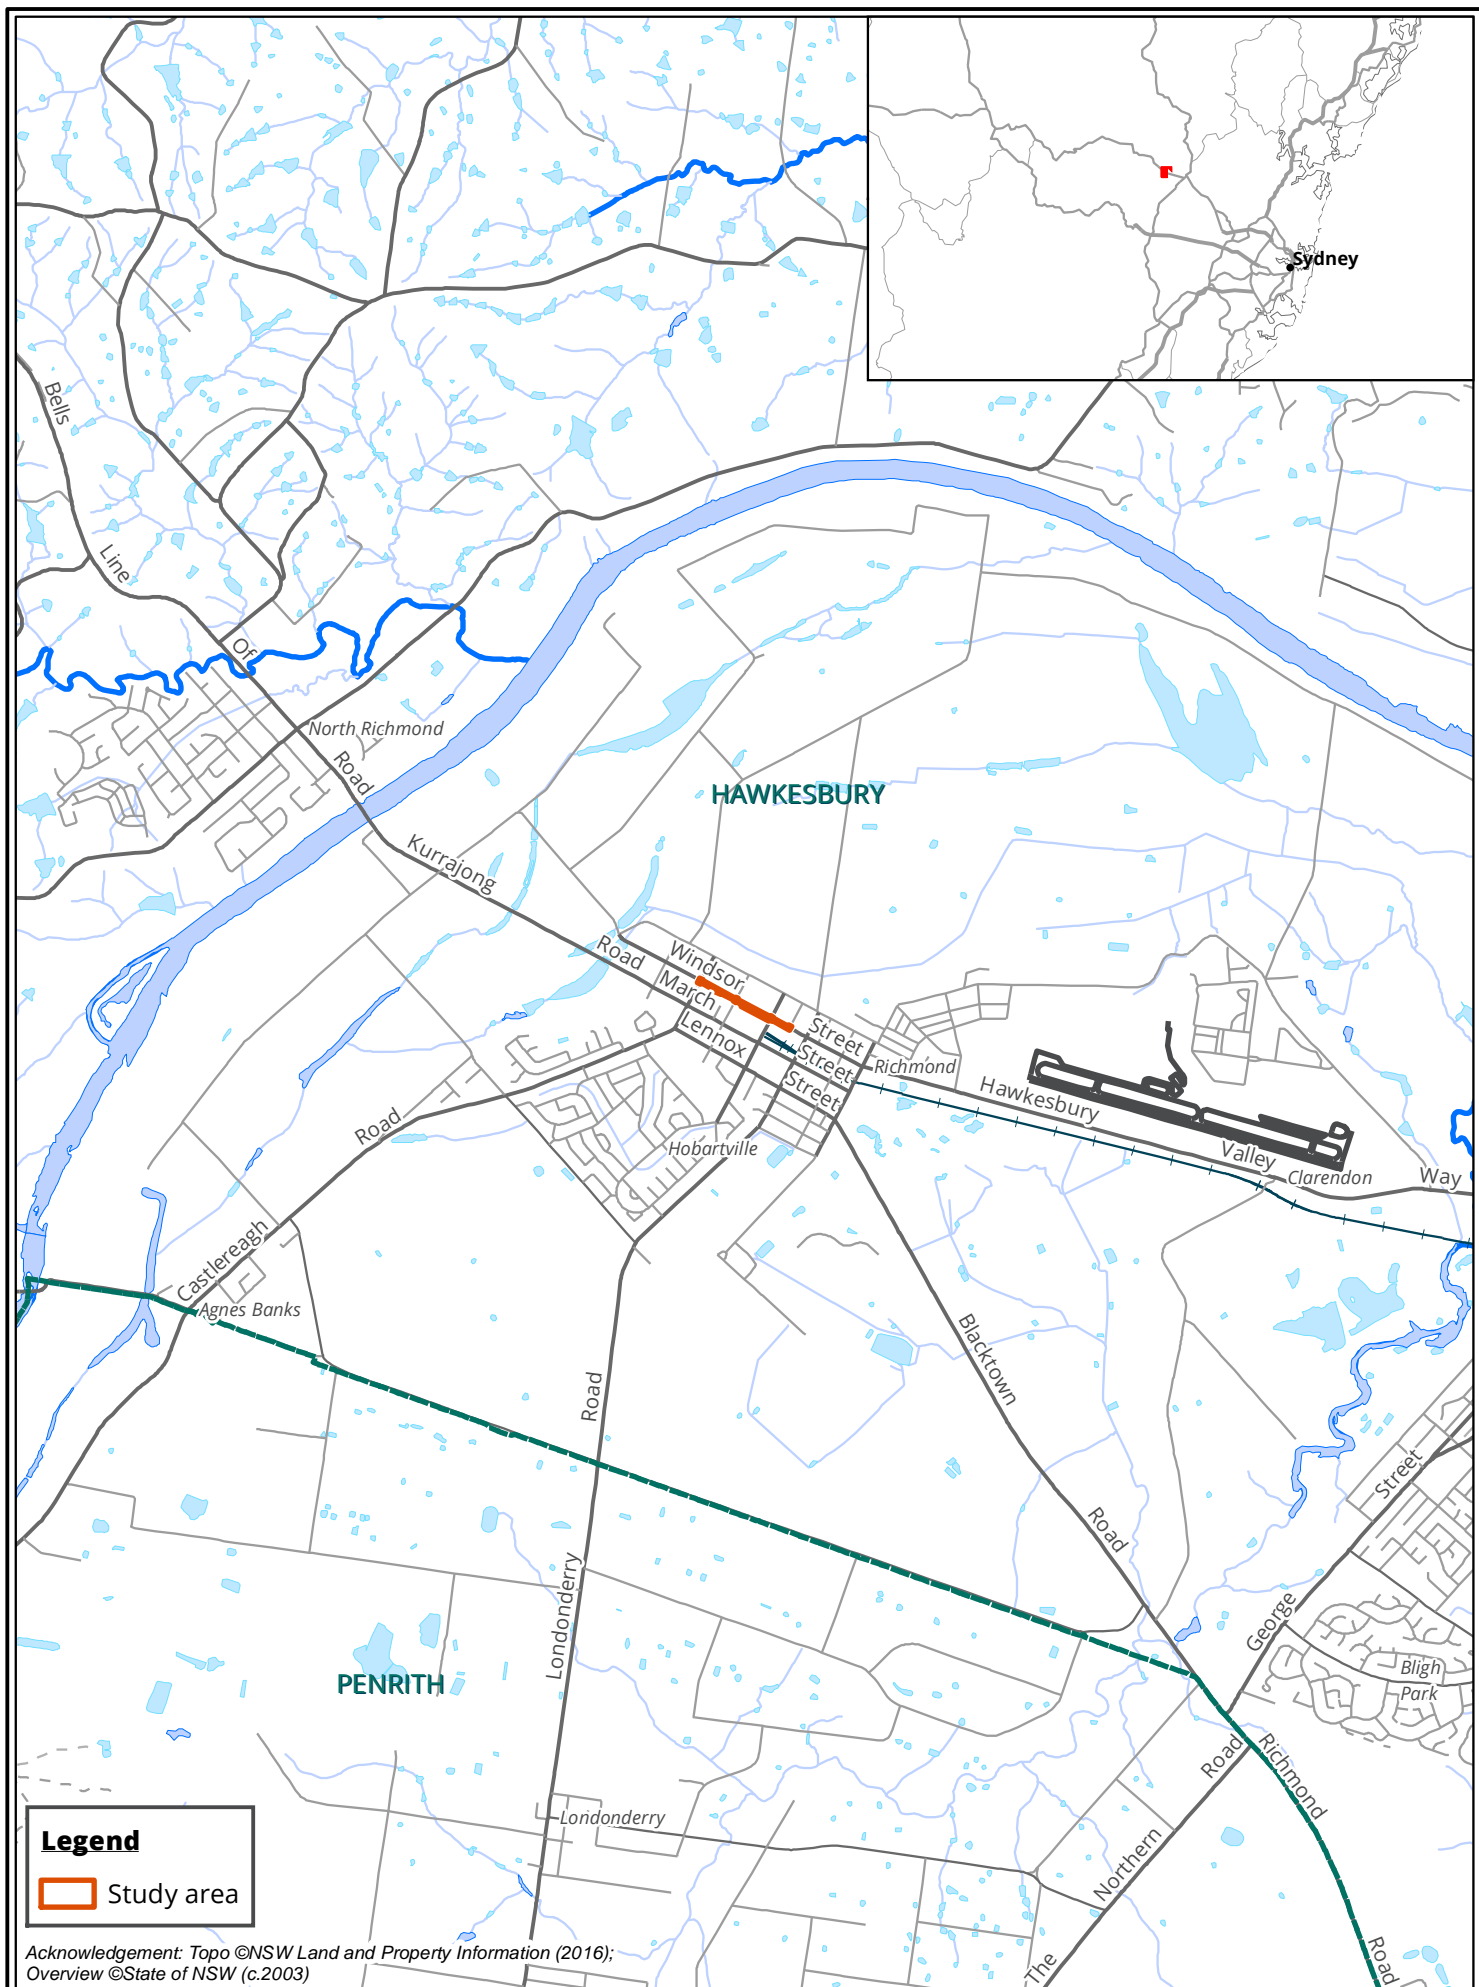 Sydney
Bells
Line
Of
Road
North Richmond
HAWKESBURY
Kurrajong
Road
Windsor
Street
March
Street
Lennox
Street
Richmond
Hawkesbury
Valley
Way
Clarendon
Hobartville
Road
Castlereagh
Agnes Banks
Blacktown
Road
Road
Londonderry
Street
George
Bligh
Park
PENRITH
Richmond
Road
Road
Northern
The
Londonderry
Legend
Study area
Acknowledgement: Topo ©NSW Land and Property Information (2016);
Overview ©State of NSW (c.2003)